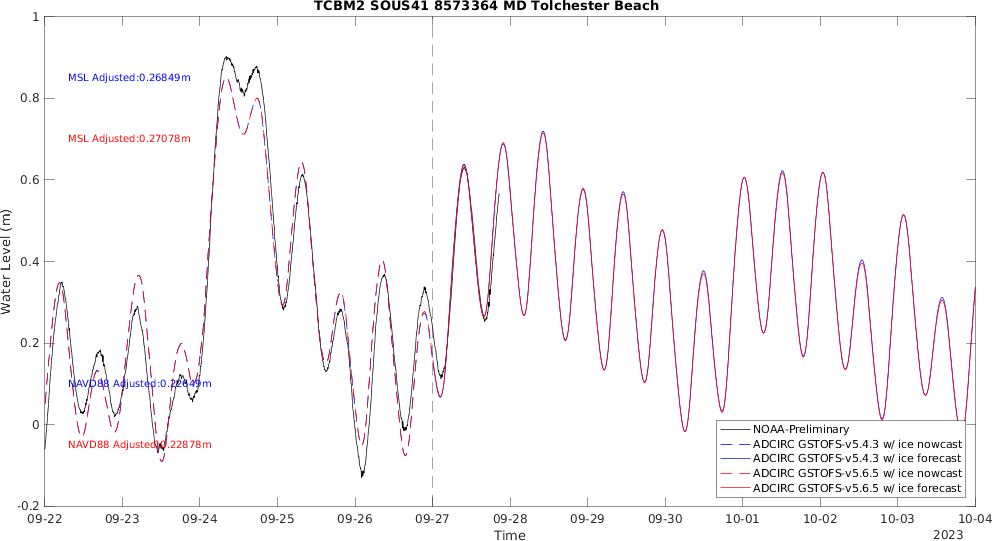 TCBM2 SOUS41 8573364 MD Tolchester Beach
1
0.8
0.6
0.4
0.2
0
-0.2
Water Level (m)
MSL Adjusted:0.26849m
MSL Adjusted:0.27078m
NAVD88 Adjusted:0.22649m
NAVD88 Adjusted:0.22878m
NOAA-Preliminary
ADCIRC GSTOFS-v5.4.3 w/ ice nowcast
ADCIRC GSTOFS-v5.4.3 w/ ice forecast
ADCIRC GSTOFS-v5.6.5 w/ ice nowcast
ADCIRC GSTOFS-v5.6.5 w/ ice forecast
09-22 09-23 09-24 09-25 09-26 09-27 09-28 09-29 09-30 10-01 10-02 10-03 10-04
Time
2023